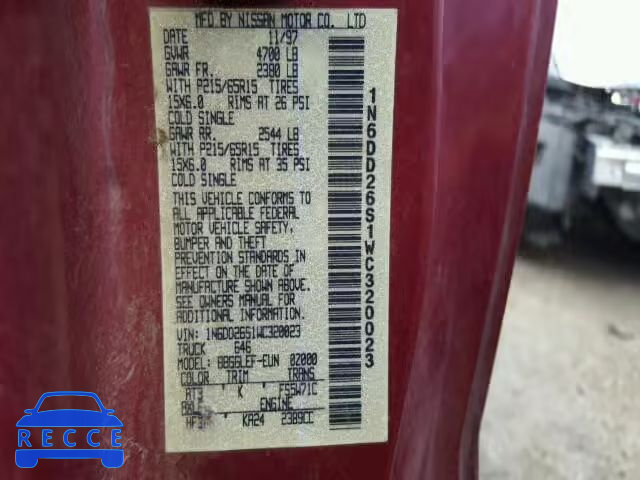 MFD.BY NISSAN MOTOR CO. LTD
DATE 11/97
GVWR 4700 LB
GAWR FR. 2380 LB
WITH P215/65R15 TIRES
15X6.0 RIMS AT 26 PSI
COLD SINGLE
GAWR RR. 2544 LB
WITH P215/65R15 TIRES
15X6.0 RIMS AT 35 PSI
COLD SINGLE
THIS VEHICLE CONFORMS TO
ALL APPLICABLE FEDERAL
MOTOR VEHICLE SAFETY,
BUMPER AND THEFT
PREVENTION STANDARDS IN
EFFECT ON THE DATE OF
MANUFACTURE SHOWN ABOVE.
SEE OWNERS MANUAL FOR
ADDITIONAL INFORMATION.
VIN: 1N6DD26S1WC320023
TRUCK 646
MODEL: BBGALEF-EUN 0Z000
COLOR TRIM TRANS
K FS5W71C
ENGINE
KA24 2389CC
1N6DD26S1WC320023
RECCE